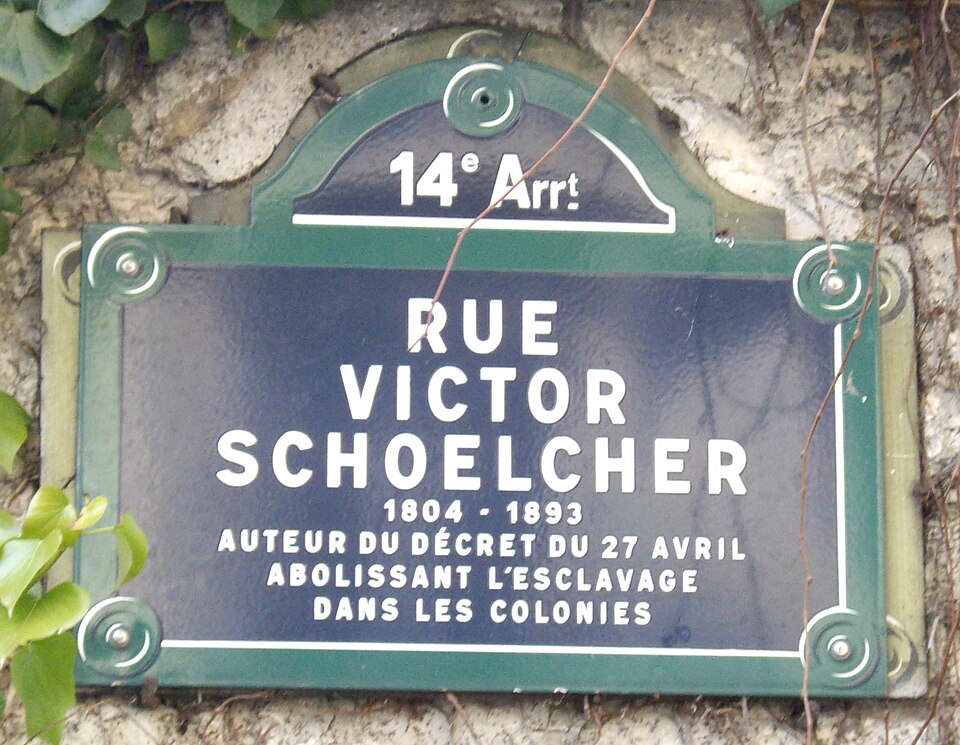 14e Arrt
RUE
VICTOR
SCHOELCHER
1804 - 1893
AUTEUR DU DÉCRET DU 27 AVRIL
ABOLISSANT L'ESCLAVAGE
DANS LES COLONIES